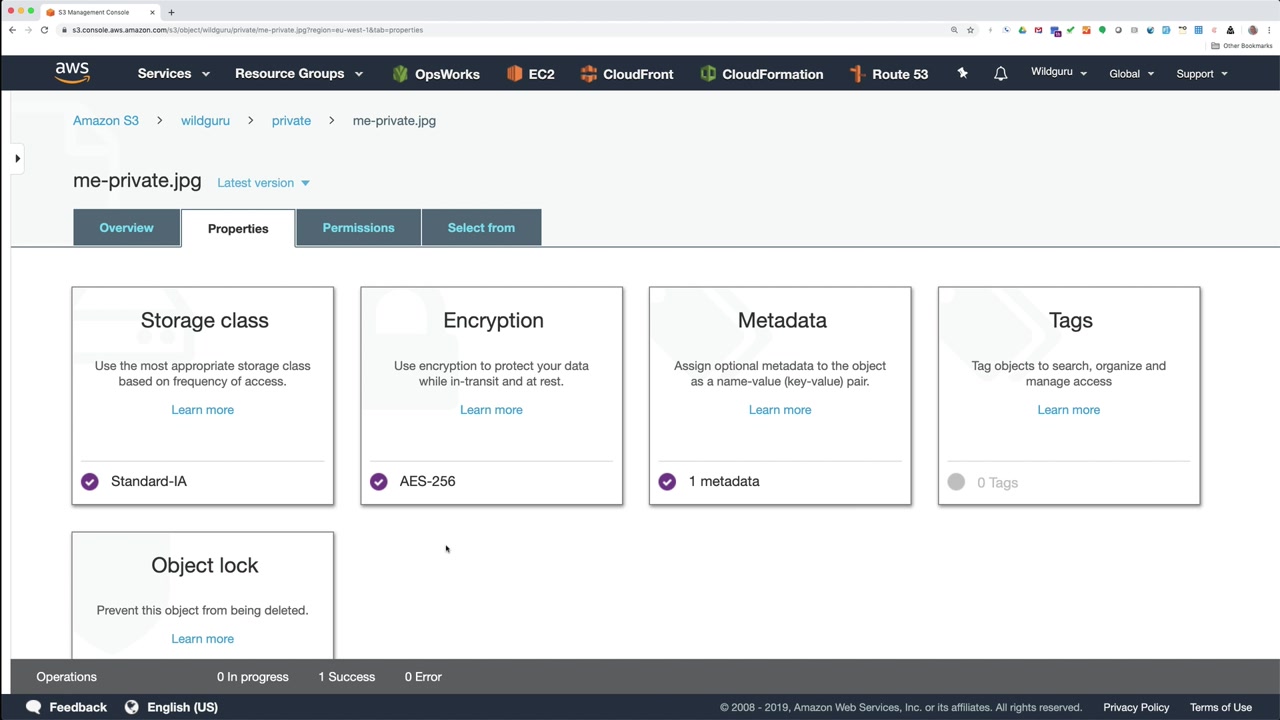 S3 Management Console
s3.console.aws.amazon.com/s3/object/wildguru/private/me-private.jpg?region=eu-west-1&tab=properties
Other Bookmarks
aws
Services
Resource Groups
OpsWorks
EC2
CloudFront
CloudFormation
Route 53
Wildguru
Global
Support
Amazon S3 > wildguru > private > me-private.jpg
me-private.jpg
Latest version
Overview
Properties
Permissions
Select from
Storage class
Use the most appropriate storage class
based on frequency of access.
Learn more
Standard-IA
Encryption
Use encryption to protect your data
while in-transit and at rest.
Learn more
AES-256
Metadata
Assign optional metadata to the object
as a name-value (key-value) pair.
Learn more
1 metadata
Tags
Tag objects to search, organize and
manage access
Learn more
0 Tags
Object lock
Prevent this object from being deleted.
Learn more
Operations
0 In progress
1 Success
0 Error
Feedback
English (US)
© 2008 - 2019, Amazon Web Services, Inc. or its affiliates. All rights reserved.
Privacy Policy
Terms of Use